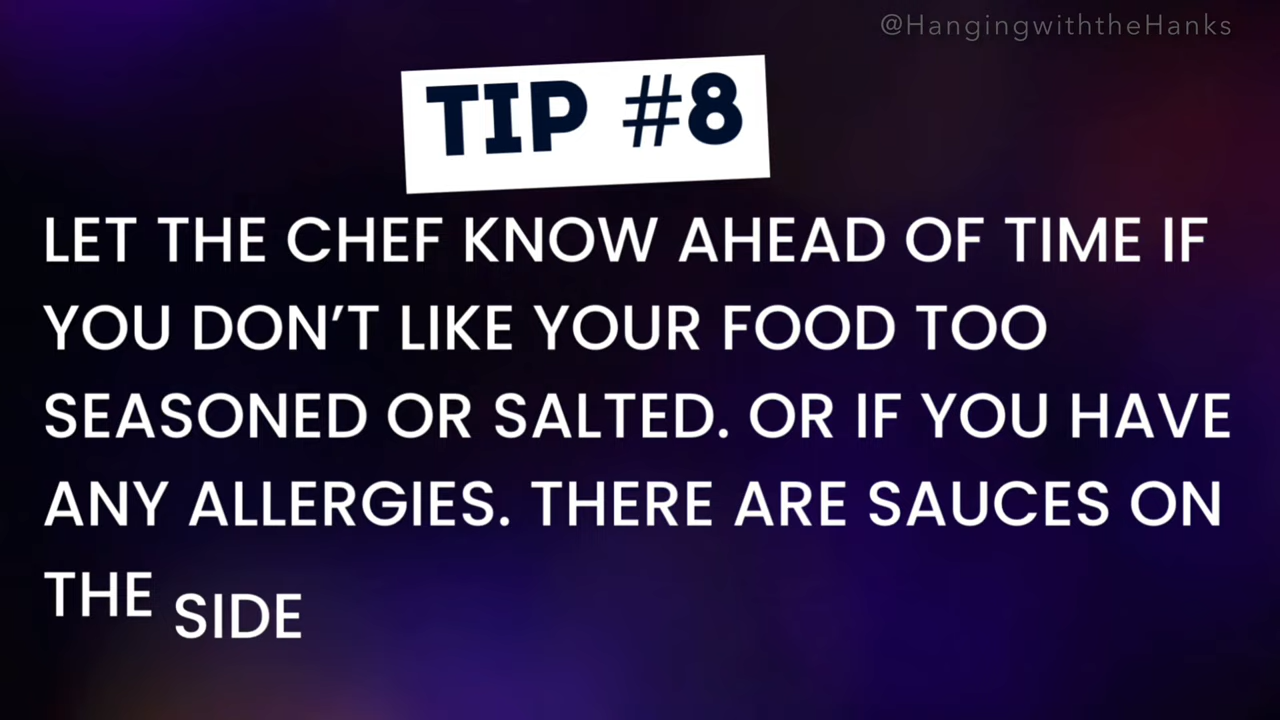 @HangingwiththeHanks
TIP #8
LET THE CHEF KNOW AHEAD OF TIME IF
YOU DON’T LIKE YOUR FOOD TOO
SEASONED OR SALTED. OR IF YOU HAVE
ANY ALLERGIES. THERE ARE SAUCES ON
THE SIDE